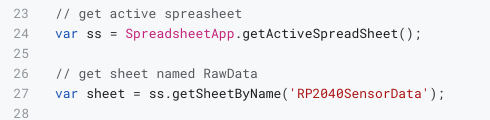 23 // get active spreasheet
24 var ss = SpreadsheetApp.getActiveSpreadSheet();
25
26 // get sheet named RawData
27 var sheet = ss.getSheetByName('RP2040SensorData');
28